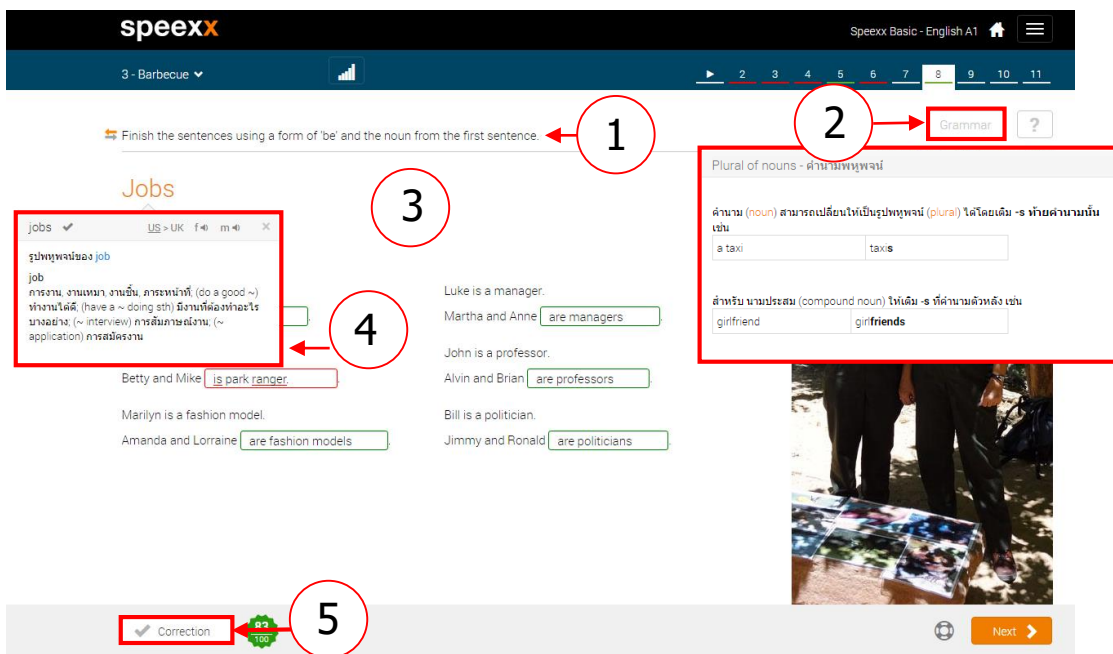 speexx
Speexx Basic - English A1
3 - Barbecue
2 3 4 5 6 7 8 9 10 11
Finish the sentences using a form of 'be' and the noun from the first sentence.
1
2
Grammar
?
Plural of nouns - คำนามพหูพจน์
คำนาม (noun) สามารถเปลี่ยนให้เป็นรูปพหูพจน์ (plural) ได้โดยเติม -s ท้ายคำนามนั้น
เช่น
a taxi taxis
สำหรับ นามประสม (compound noun) ให้เติม -s ที่คำนามตัวหลัง เช่น
girlfriend girlfriends
Jobs
3
jobs US > UK f m ×
รูปพหูพจน์ของ job
job
การงาน, งานเหมา, งานชิ้น, ภาระหน้าที่; (do a good ~)
ทำงานได้ดี; (have a ~ doing sth) มีงานที่ต้องทำอะไร
บางอย่าง; (~ interview) การสัมภาษณ์งาน; (~
application) การสมัครงาน
4
Luke is a manager.
Martha and Anne are managers.
John is a professor.
Betty and Mike is park ranger.
Alvin and Brian are professors.
Marilyn is a fashion model.
Bill is a politician.
Amanda and Lorraine are fashion models.
Jimmy and Ronald are politicians.
Correction
83
100
5
Next